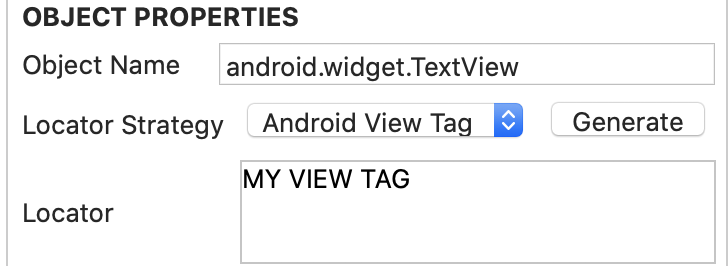 OBJECT PROPERTIES
Object Name android.widget.TextView
Locator Strategy Android View Tag Generate
Locator MY VIEW TAG